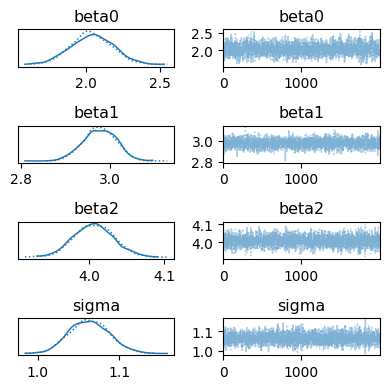 beta0 beta0
2.5
2.0
2.0 2.5 0 1000
beta1 beta1
3.0
2.8
2.8 3.0 0 1000
beta2 beta2
4.1
4.0
4.0 4.1 0 1000
sigma sigma
1.1
1.0
1.0 1.1 0 1000